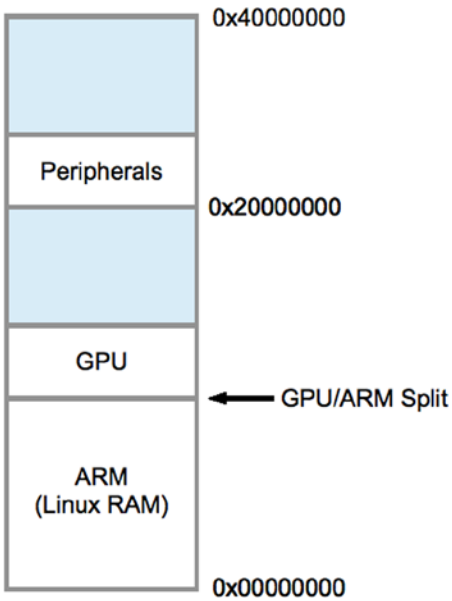 0x40000000
Peripherals
0x20000000
GPU
GPU/ARM Split
ARM
(Linux RAM)
0x00000000